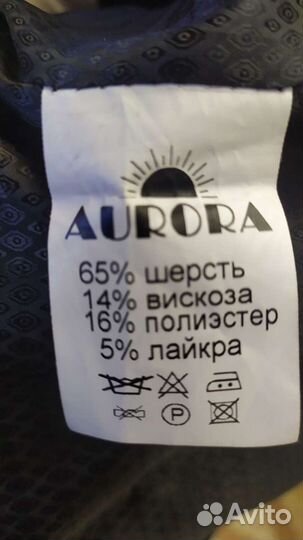 AURORA
65% шерсть
14% вискоза
16% полиэстер
5% лайкра
P
Avito